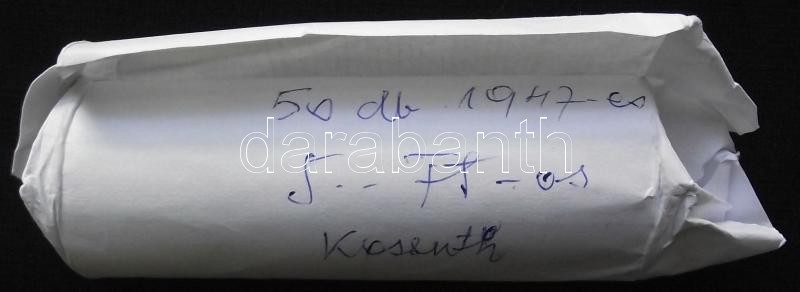 50 db 1947-es
darabanth
5.-- Ft-os
Kossuth